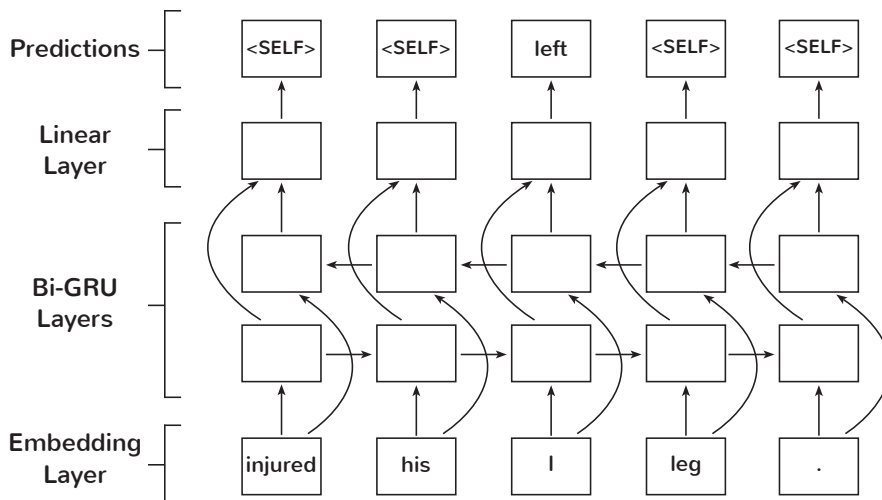 Predictions
<SELF> <SELF> left <SELF> <SELF>
Linear
Layer
Bi-GRU
Layers
Embedding
Layer
injured his l leg .